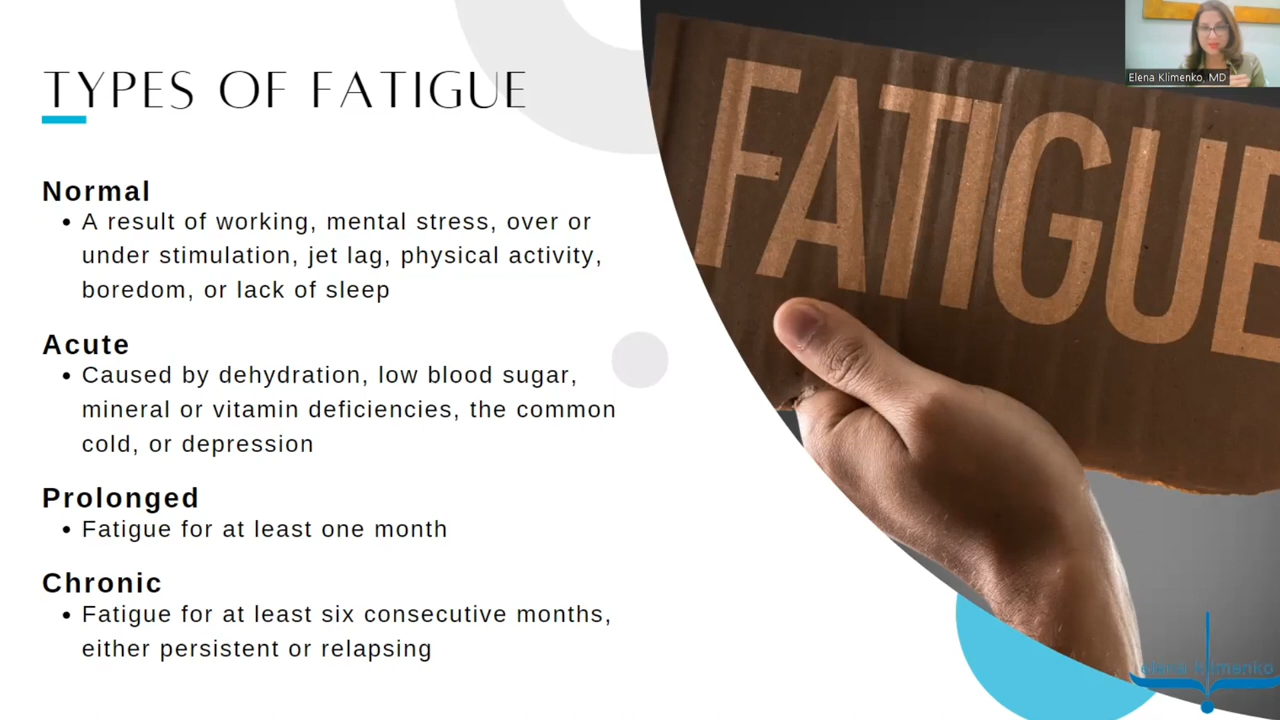 TYPES OF FATIGUE
Normal
• A result of working, mental stress, over or
under stimulation, jet lag, physical activity,
boredom, or lack of sleep
Acute
• Caused by dehydration, low blood sugar,
mineral or vitamin deficiencies, the common
cold, or depression
Prolonged
• Fatigue for at least one month
Chronic
• Fatigue for at least six consecutive months,
either persistent or relapsing
FATIGUE
Elena Klimenko, MD
elena klimenko